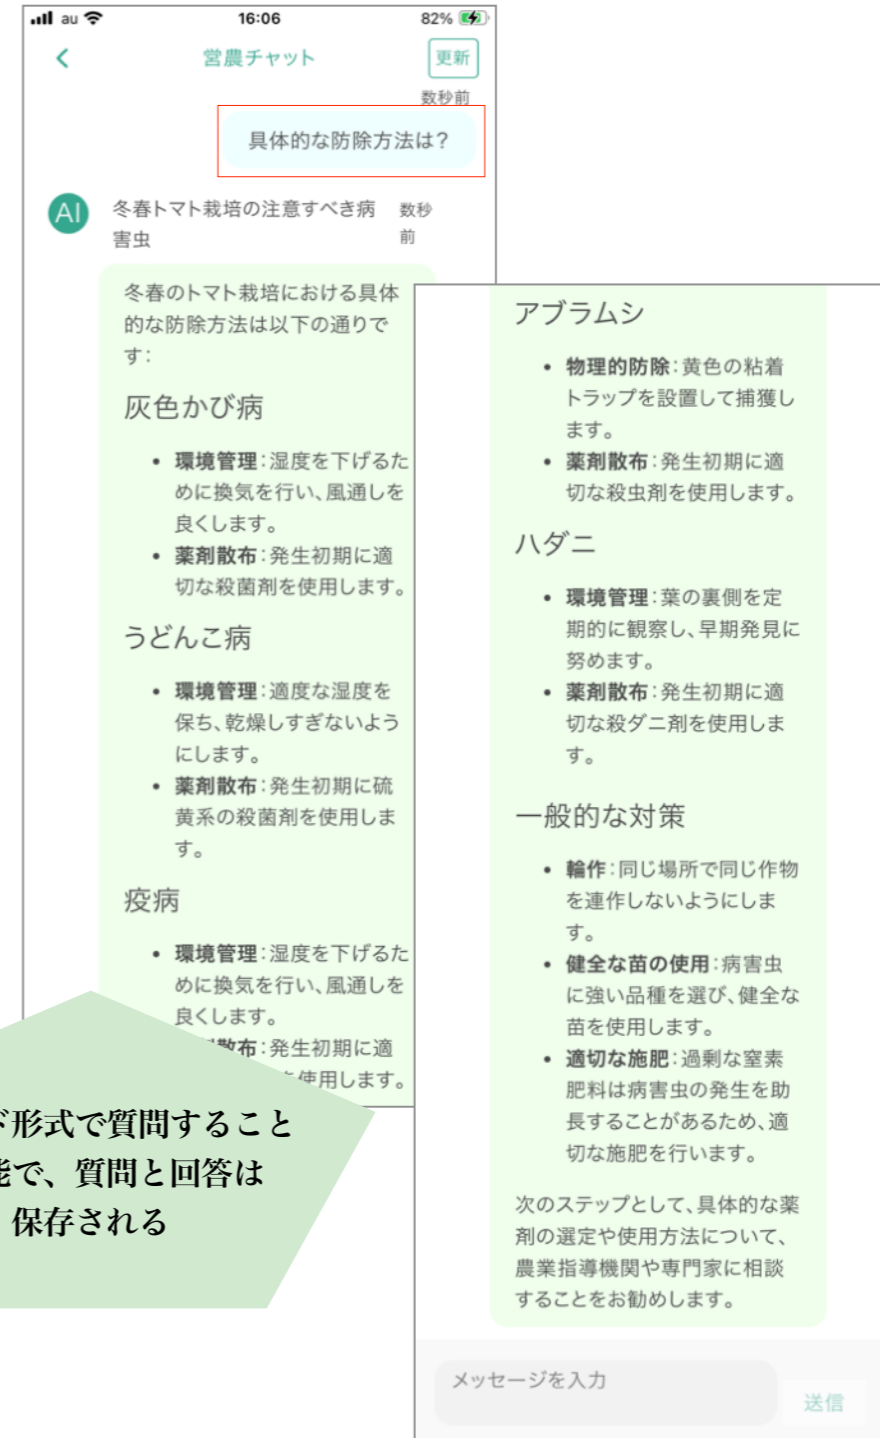 au 16:06 82%
営農チャット 更新
数秒前
具体的な防除方法は？
AI 冬春トマト栽培の注意すべき病 数秒
害虫 前
冬春のトマト栽培における具体
的な防除方法は以下の通りで
す：
灰色かび病
• 環境管理：湿度を下げるた
めに換気を行い、風通しを
良くします。
• 薬剤散布：発生初期に適
切な殺菌剤を使用します。
うどんこ病
• 環境管理：適度な湿度を
保ち、乾燥しすぎないよう
にします。
• 薬剤散布：発生初期に硫
黄系の殺菌剤を使用しま
す。
疫病
• 環境管理：湿度を下げるた
めに換気を行い、風通しを
良くします。
散布：発生初期に適
使用します。
形式で質問すること
で、質問と回答は
保存される
アブラムシ
• 物理的防除：黄色の粘着
トラップを設置して捕獲し
ます。
• 薬剤散布：発生初期に適
切な殺虫剤を使用します。
ハダニ
• 環境管理：葉の裏側を定
期的に観察し、早期発見に
努めます。
• 薬剤散布：発生初期に適
切な殺ダニ剤を使用しま
す。
一般的な対策
• 輪作：同じ場所で同じ作物
を連作しないようにしま
す。
• 健全な苗の使用：病害虫
に強い品種を選び、健全な
苗を使用します。
• 適切な施肥：過剰な窒素
肥料は病害虫の発生を助
長することがあるため、適
切な施肥を行います。
次のステップとして、具体的な薬
剤の選定や使用方法について、
農業指導機関や専門家に相談
することをお勧めします。
メッセージを入力
送信